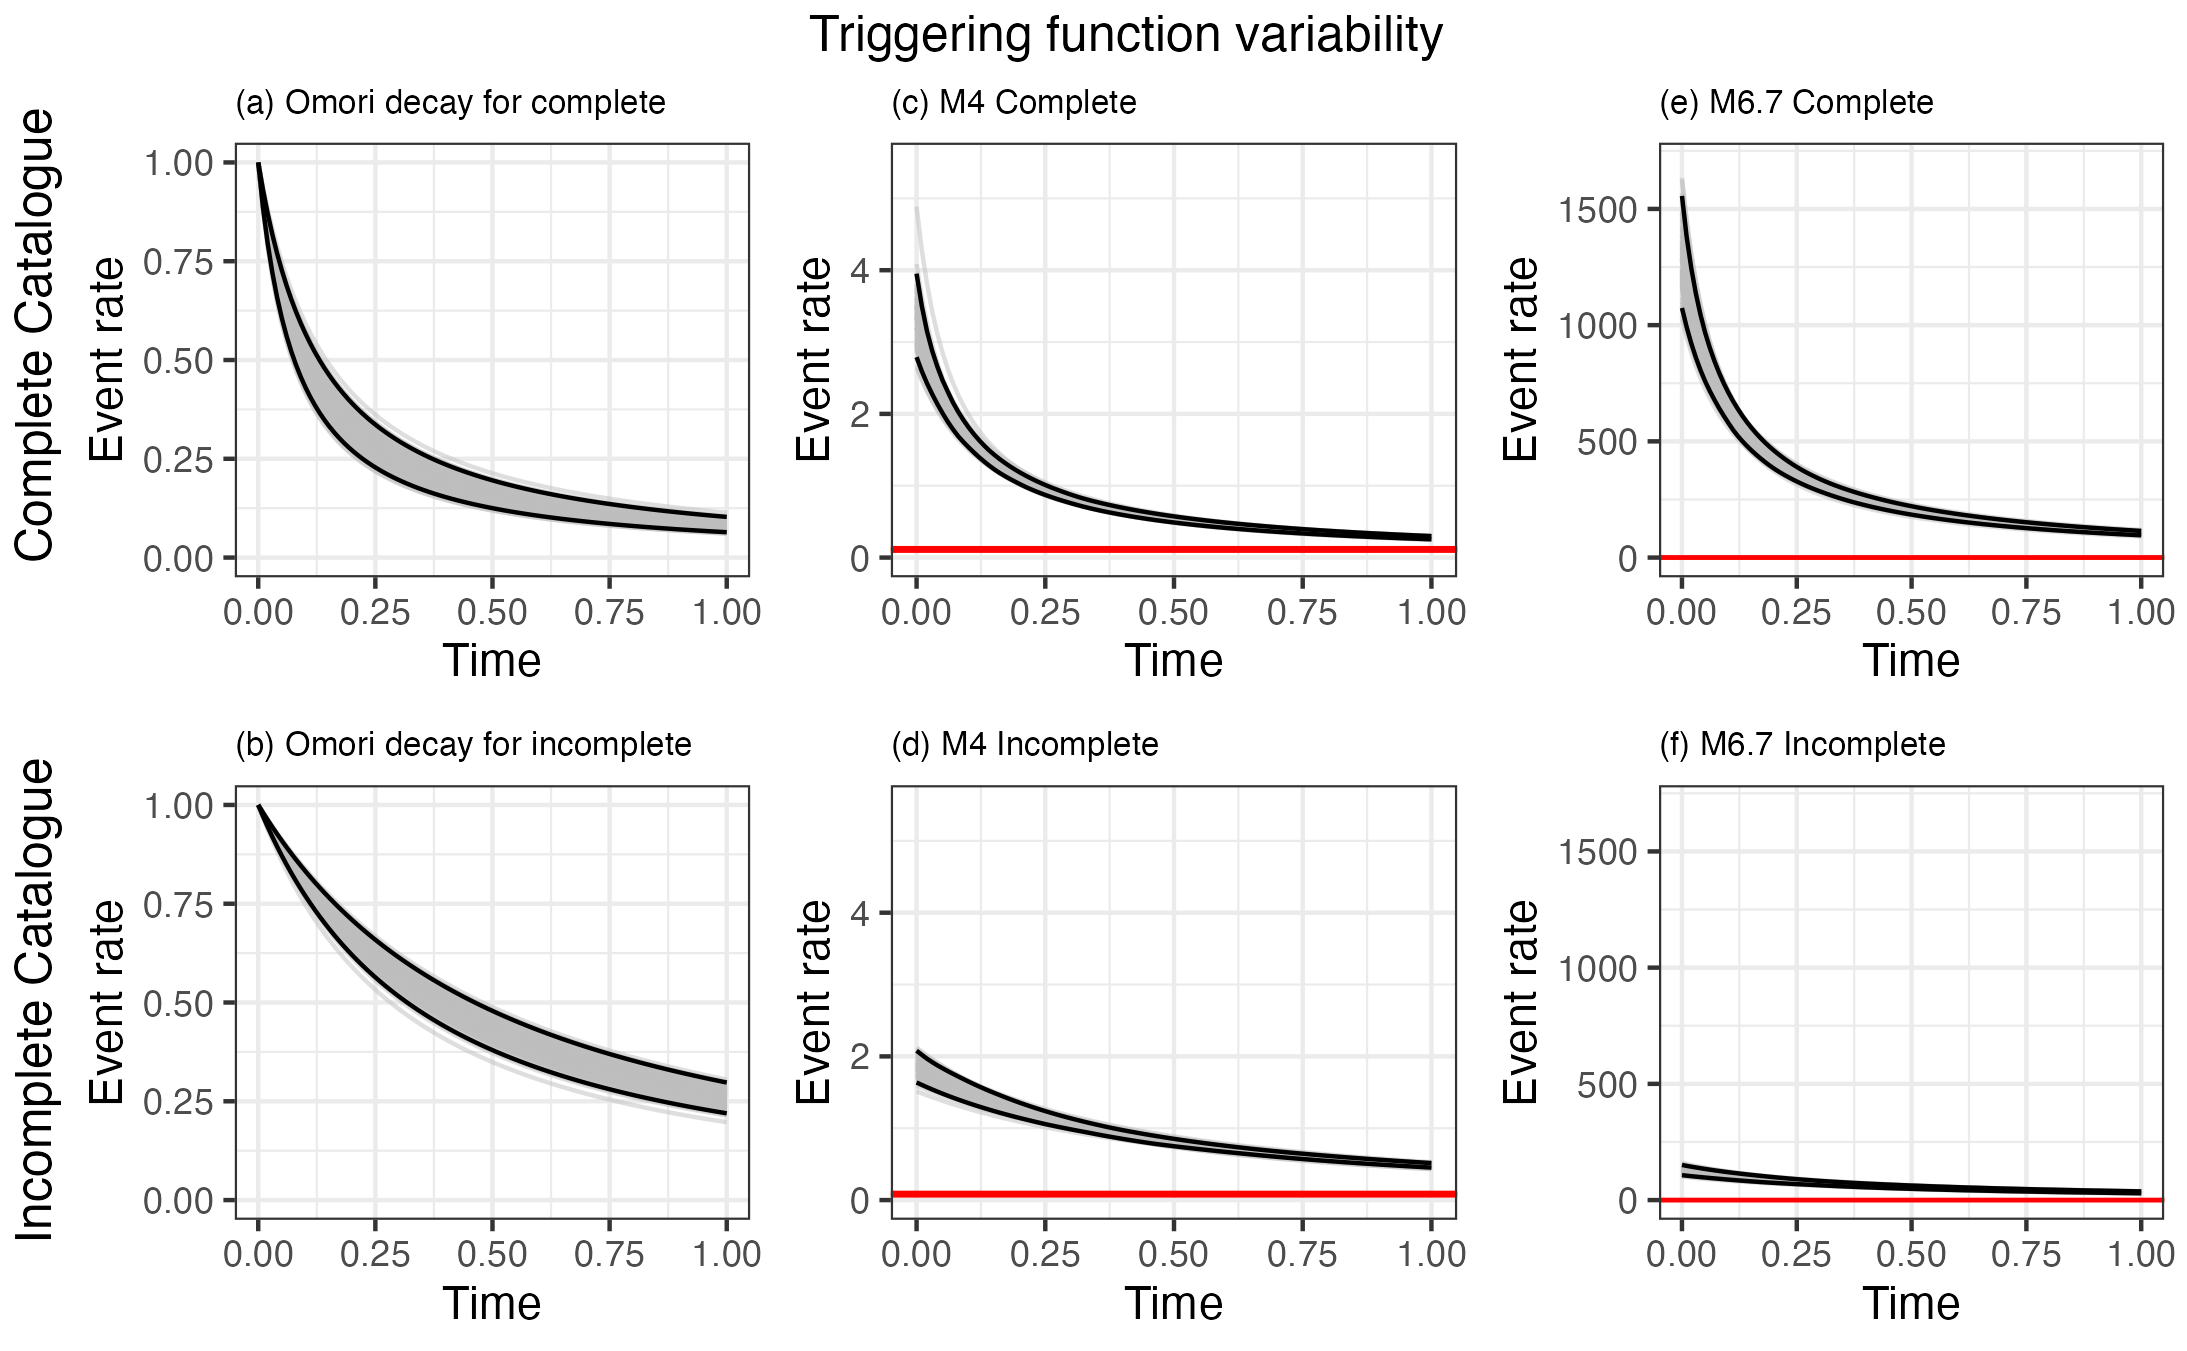 Triggering function variability
Complete Catalogue
(a) Omori decay for complete
Event rate
1.00
0.75
0.50
0.25
0.00
0.00 0.25 0.50 0.75 1.00
Time
(c) M4 Complete
Event rate
4
2
0
0.00 0.25 0.50 0.75 1.00
Time
(e) M6.7 Complete
Event rate
1500
1000
500
0
0.00 0.25 0.50 0.75 1.00
Time
Incomplete Catalogue
(b) Omori decay for incomplete
Event rate
1.00
0.75
0.50
0.25
0.00
0.00 0.25 0.50 0.75 1.00
Time
(d) M4 Incomplete
Event rate
4
2
0
0.00 0.25 0.50 0.75 1.00
Time
(f) M6.7 Incomplete
Event rate
1500
1000
500
0
0.00 0.25 0.50 0.75 1.00
Time